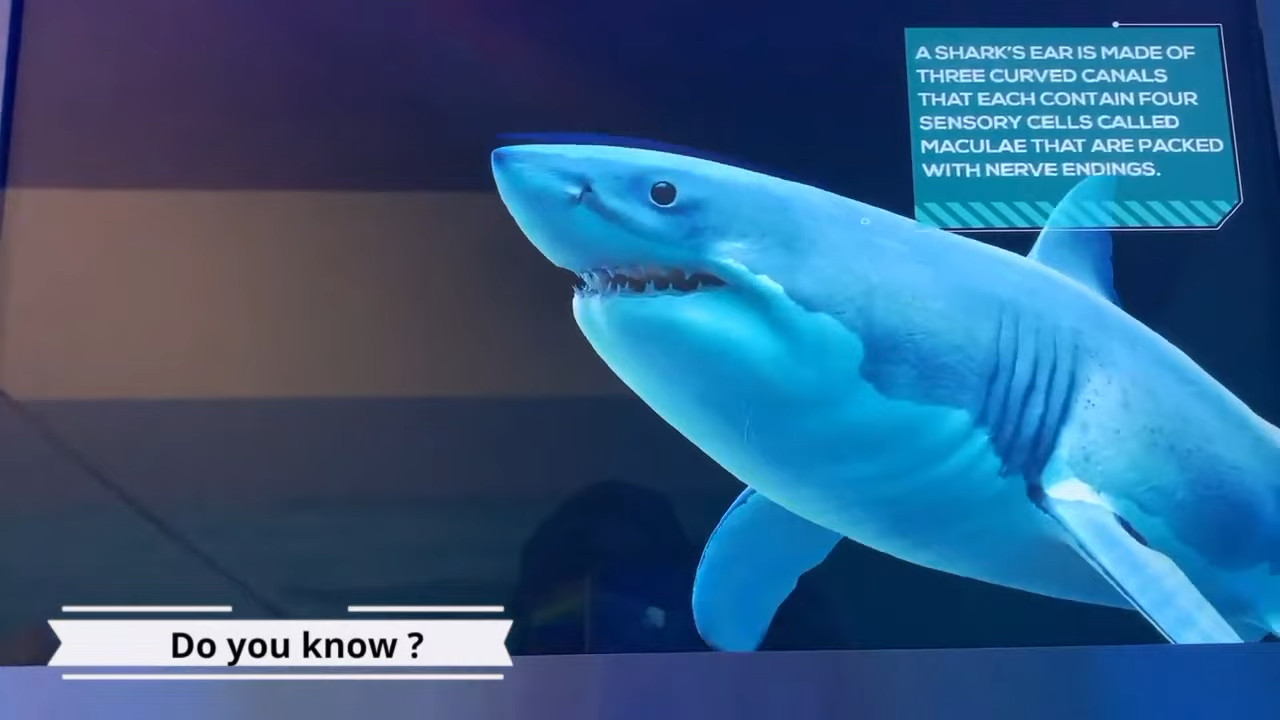 A SHARK'S EAR IS MADE OF
THREE CURVED CANALS
THAT EACH CONTAIN FOUR
SENSORY CELLS CALLED
MACULAE THAT ARE PACKED
WITH NERVE ENDINGS.
Do you know ?